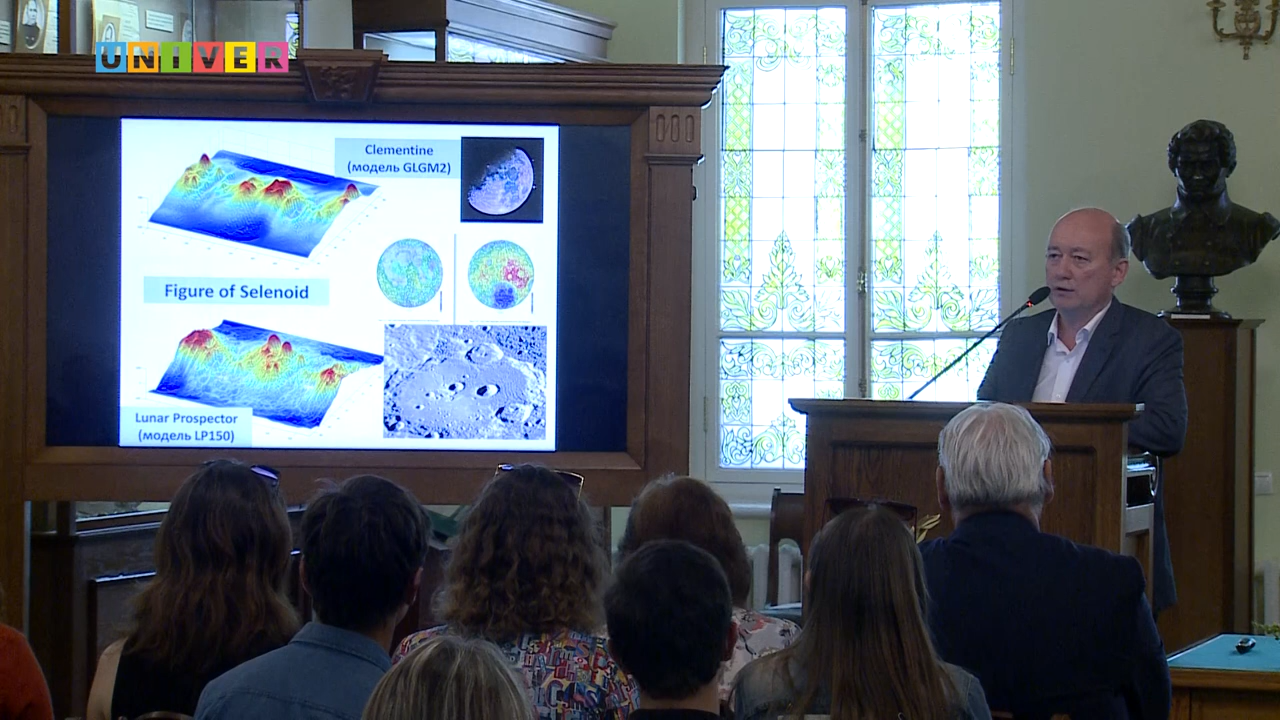 UNIVER
Clementine
(модель GLGM2)
Figure of Selenoid
Lunar Prospector
(модель LP150)